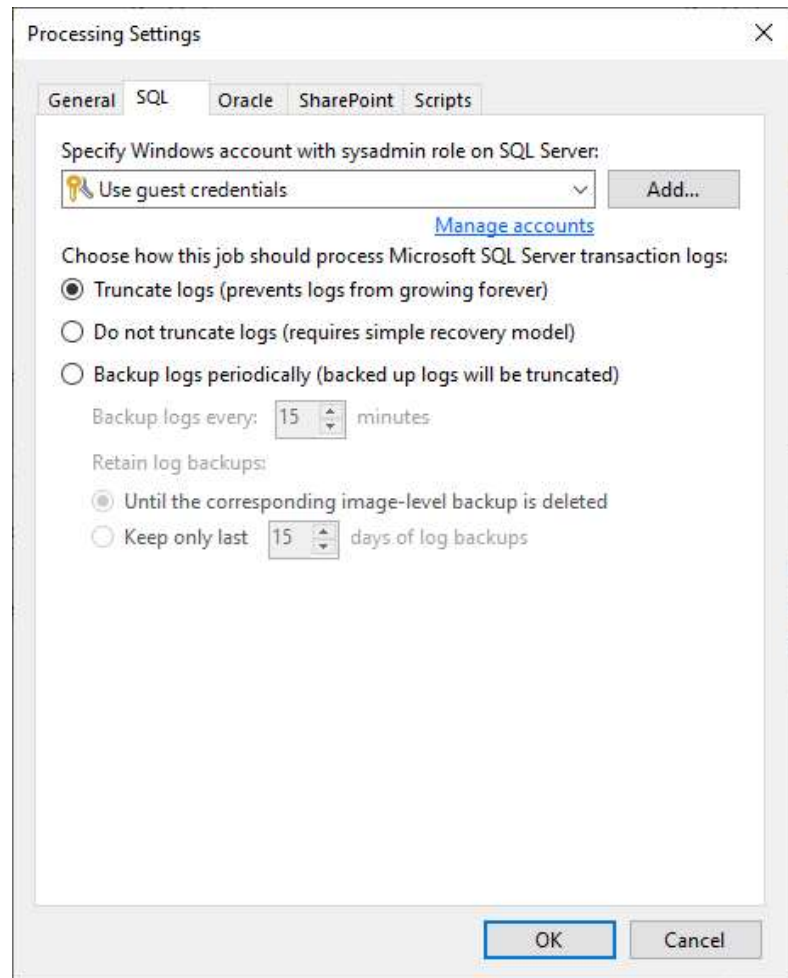 Processing Settings
General SQL Oracle SharePoint Scripts
Specify Windows account with sysadmin role on SQL Server:
Use guest credentials Add...
Manage accounts
Choose how this job should process Microsoft SQL Server transaction logs:
Truncate logs (prevents logs from growing forever)
Do not truncate logs (requires simple recovery model)
Backup logs periodically (backed up logs will be truncated)
Backup logs every: 15 minutes
Retain log backups:
Until the corresponding image-level backup is deleted
Keep only last 15 days of log backups
OK Cancel